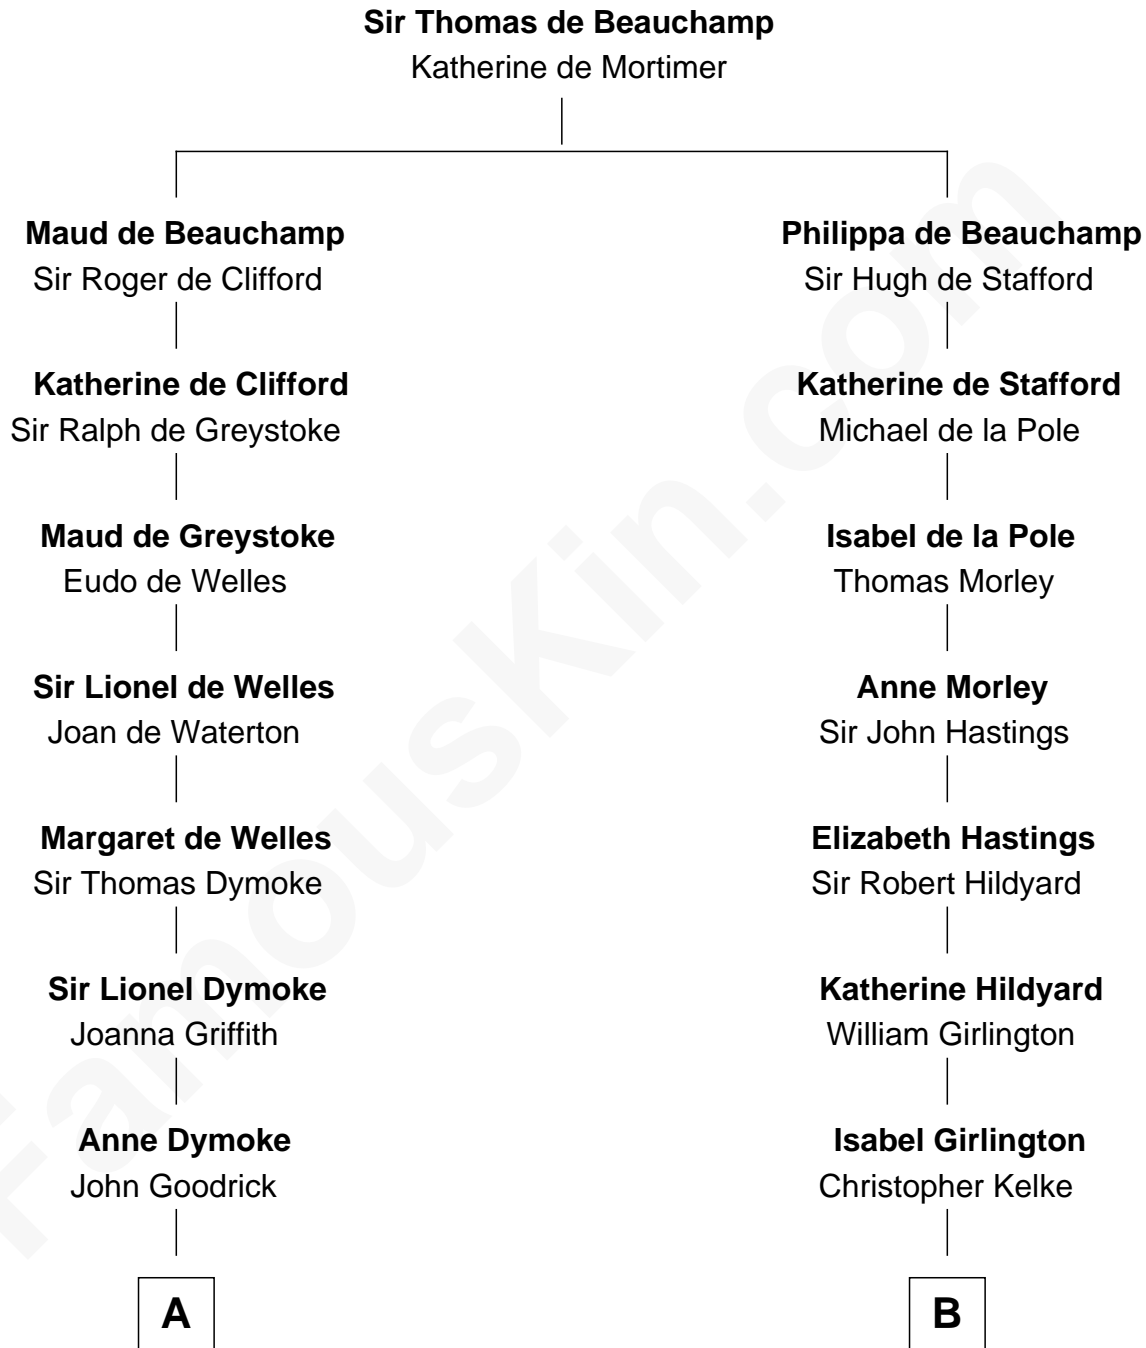 Sir Thomas de Beauchamp
Katherine de Mortimer
Maud de Beauchamp
Sir Roger de Clifford
Philippa de Beauchamp
Sir Hugh de Stafford
Katherine de Clifford
Sir Ralph de Greystoke
Katherine de Stafford
Michael de la Pole
Maud de Greystoke
Eudo de Welles
Isabel de la Pole
Thomas Morley
Sir Lionel de Welles
Joan de Waterton
Anne Morley
Sir John Hastings
Margaret de Welles
Sir Thomas Dymoke
Elizabeth Hastings
Sir Robert Hildyard
Sir Lionel Dymoke
Joanna Griffith
Katherine Hildyard
William Girlington
Anne Dymoke
John Goodrick
Isabel Girlington
Christopher Kelke
A
B
FamousKin.com